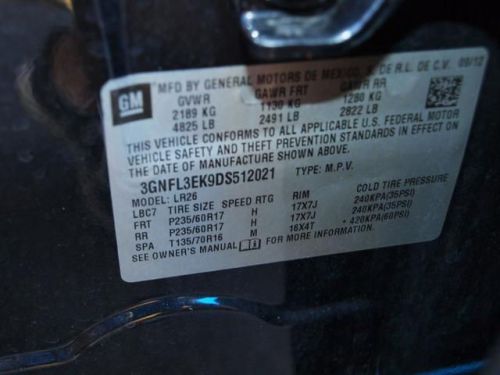 GM
MFD BY GENERAL MOTORS DE MEXICO, S. DE R.L. DE C.V. 09/12
GVWR GAWR FRT GAWR RR
2189 KG 1130 KG 1280 KG
4825 LB 2491 LB 2822 LB
THIS VEHICLE CONFORMS TO ALL APPLICABLE U.S. FEDERAL MOTOR
VEHICLE SAFETY AND THEFT PREVENTION STANDARDS IN EFFECT ON
THE DATE OF MANUFACTURE SHOWN ABOVE.
3GNFL3EK9DS512021 TYPE: M.P.V.
MODEL: LR26
LBC7 TIRE SIZE SPEED RTG RIM COLD TIRE PRESSURE
FRT P235/60R17 H 17X7J 240KPA(35PSI)
RR P235/60R17 H 17X7J 240KPA(35PSI)
SPA T135/70R16 M 16X4T 420KPA(60PSI)
SEE OWNER'S MANUAL FOR ADDITIONAL INFORMATION.